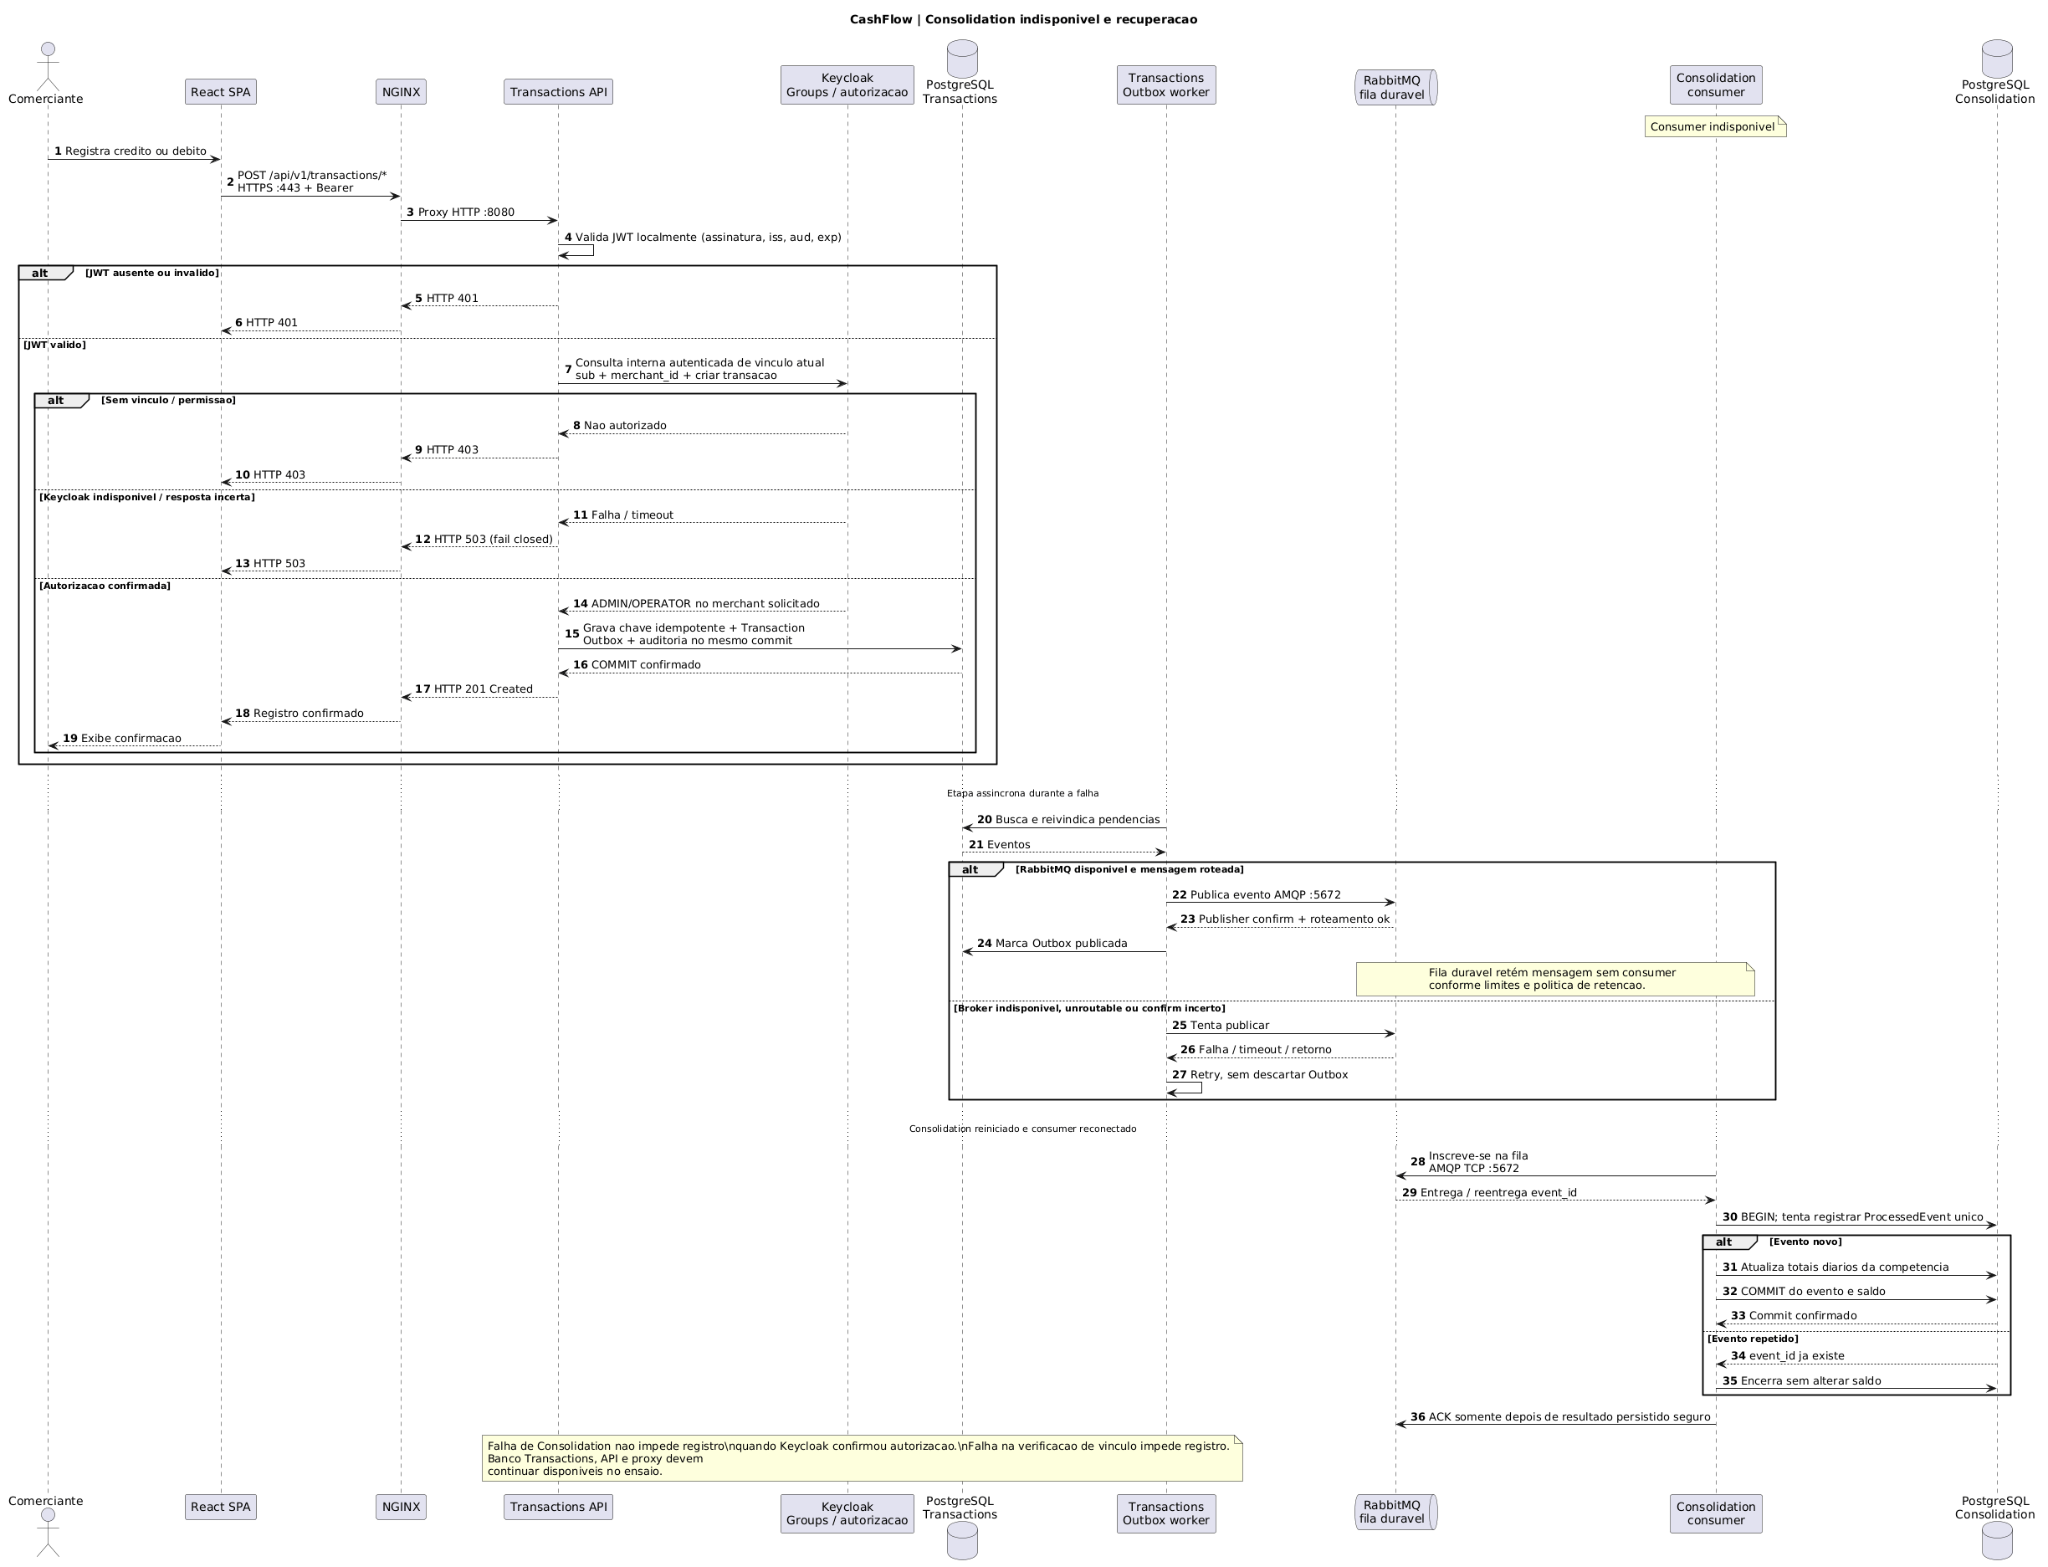 CashFlow | Consolidation indisponivel e recuperacao
Comerciante
React SPA
NGINX
Transactions API
Keycloak
Groups / autorizacao
PostgreSQL
Transactions
Transactions
Outbox worker
RabbitMQ
fila duravel
Consolidation
consumer
PostgreSQL
Consolidation
Consumer indisponivel
1 Registra credito ou debito
2 POST /api/v1/transactions/*
HTTPS :443 + Bearer
3 Proxy HTTP :8080
4 Valida JWT localmente (assinatura, iss, aud, exp)
alt [JWT ausente ou invalido]
5 HTTP 401
6 HTTP 401
[JWT valido]
7 Consulta interna autenticada de vinculo atual
sub + merchant_id + criar transacao
alt [Sem vinculo / permissao]
8 Nao autorizado
9 HTTP 403
10 HTTP 403
[Keycloak indisponivel / resposta incerta]
11 Falha / timeout
12 HTTP 503 (fail closed)
13 HTTP 503
[Autorizacao confirmada]
14 ADMIN/OPERATOR no merchant solicitado
15 Grava chave idempotente + Transaction
Outbox + auditoria no mesmo commit
16 COMMIT confirmado
17 HTTP 201 Created
18 Registro confirmado
19 Exibe confirmacao
Etapa assincrona durante a falha
20 Busca e reivindica pendencias
21 Eventos
alt [RabbitMQ disponivel e mensagem roteada]
22 Publica evento AMQP :5672
23 Publisher confirm + roteamento ok
24 Marca Outbox publicada
Fila duravel retém mensagem sem consumer
conforme limites e politica de retencao.
[Broker indisponivel, unroutable ou confirm incerto]
25 Tenta publicar
26 Falha / timeout / retorno
27 Retry, sem descartar Outbox
Consolidation reiniciado e consumer reconectado
28 Inscreve-se na fila
AMQP TCP :5672
29 Entrega / reentrega event_id
30 BEGIN; tenta registrar ProcessedEvent unico
alt [Evento novo]
31 Atualiza totais diarios da competencia
32 COMMIT do evento e saldo
33 Commit confirmado
[Evento repetido]
34 event_id ja existe
35 Encerra sem alterar saldo
36 ACK somente depois de resultado persistido seguro
Falha de Consolidation nao impede registro\nquando Keycloak confirmou autorizacao.\nFalha na verificacao de vinculo impede registro.
Banco Transactions, API e proxy devem
continuar disponiveis no ensaio.
Comerciante
React SPA
NGINX
Transactions API
Keycloak
Groups / autorizacao
PostgreSQL
Transactions
Transactions
Outbox worker
RabbitMQ
fila duravel
Consolidation
consumer
PostgreSQL
Consolidation